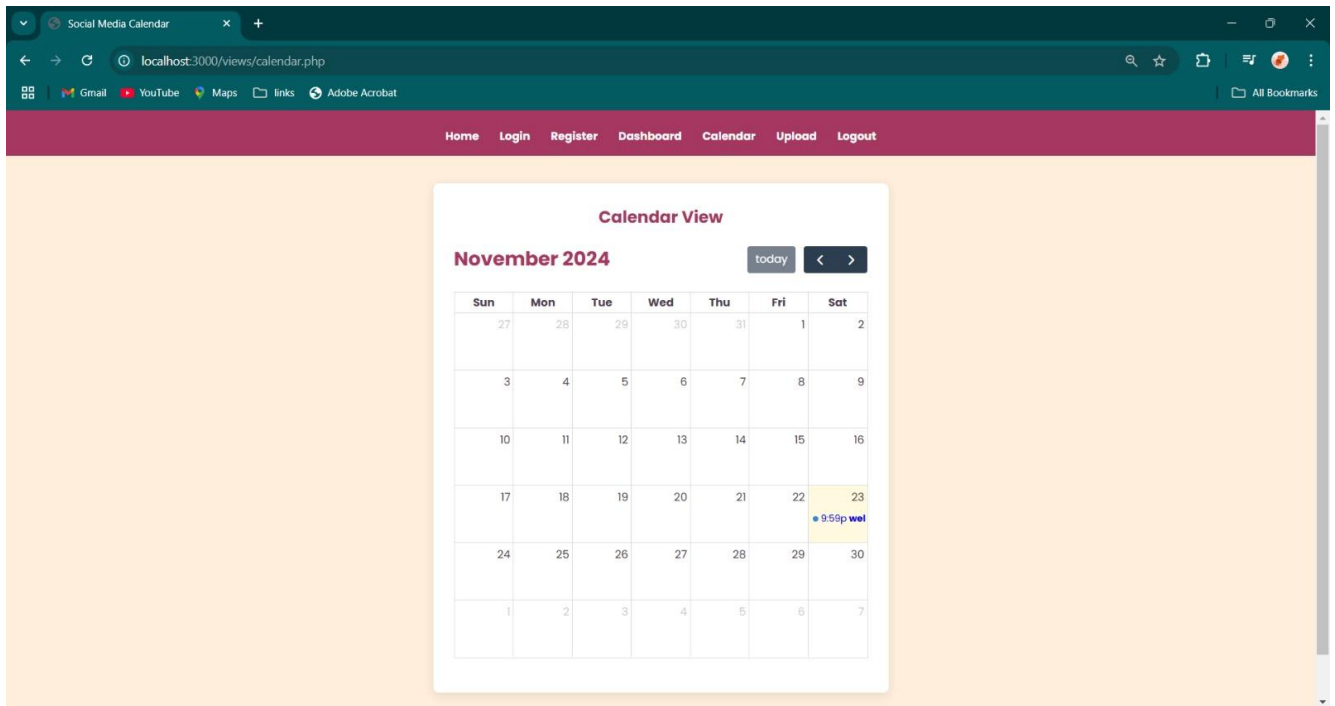 Social Media Calendar
localhost:3000/views/calendar.php
Gmail YouTube Maps links Adobe Acrobat All Bookmarks
Home Login Register Dashboard Calendar Upload Logout
Calendar View
November 2024 today
Sun Mon Tue Wed Thu Fri Sat
27 28 29 30 31 1 2
3 4 5 6 7 8 9
10 11 12 13 14 15 16
17 18 19 20 21 22 23
9:59p wel
24 25 26 27 28 29 30
1 2 3 4 5 6 7